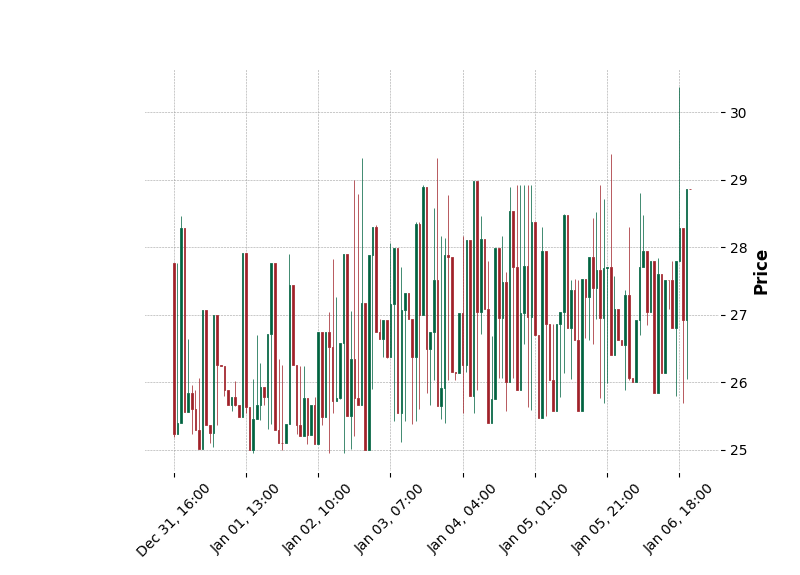 30
29
28
27
26
25
Price
Dec 31, 16:00
Jan 01, 13:00
Jan 02, 10:00
Jan 03, 07:00
Jan 04, 04:00
Jan 05, 01:00
Jan 05, 21:00
Jan 06, 18:00